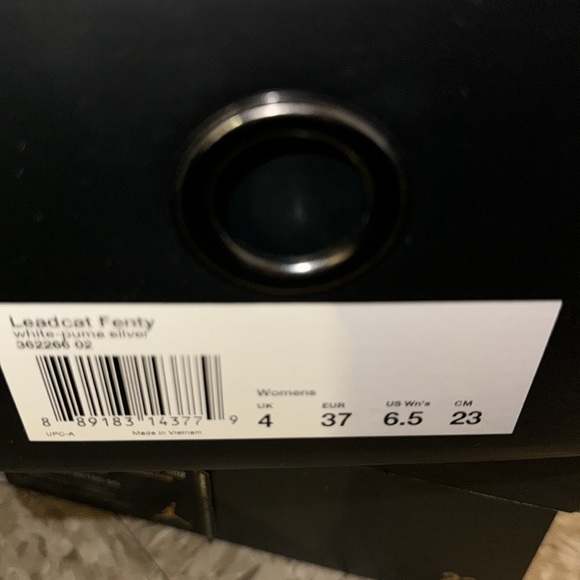 Leadcat Fenty
white-puma silver
362266 02
Womens
UK EUR US Wn's CM
4 37 6.5 23
8 89183 14377 9
UPC-A Made in Vietnam